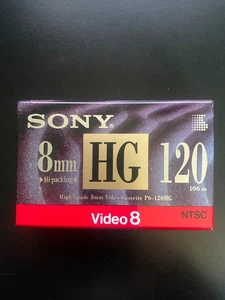 SONY
8mm HG 120
Hi-packing 106 m
High Grade 8mm Video Cassette P6-120HG
Video 8 NTSC